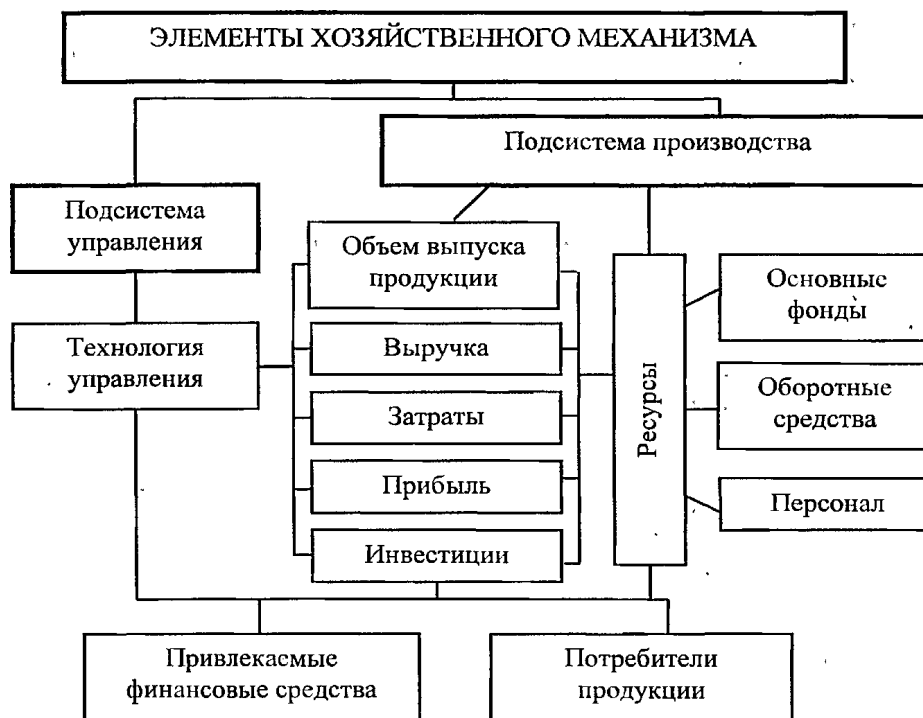 ЭЛЕМЕНТЫ ХОЗЯЙСТВЕННОГО МЕХАНИЗМА
Подсистема производства
Подсистема
управления
Объем выпуска
продукции
Основные
фонды
Технология
управления
Выручка
Ресурсы
Оборотные
средства
Затраты
Прибыль
Персонал
Инвестиции
Привлекаемые
финансовые средства
Потребители
продукции